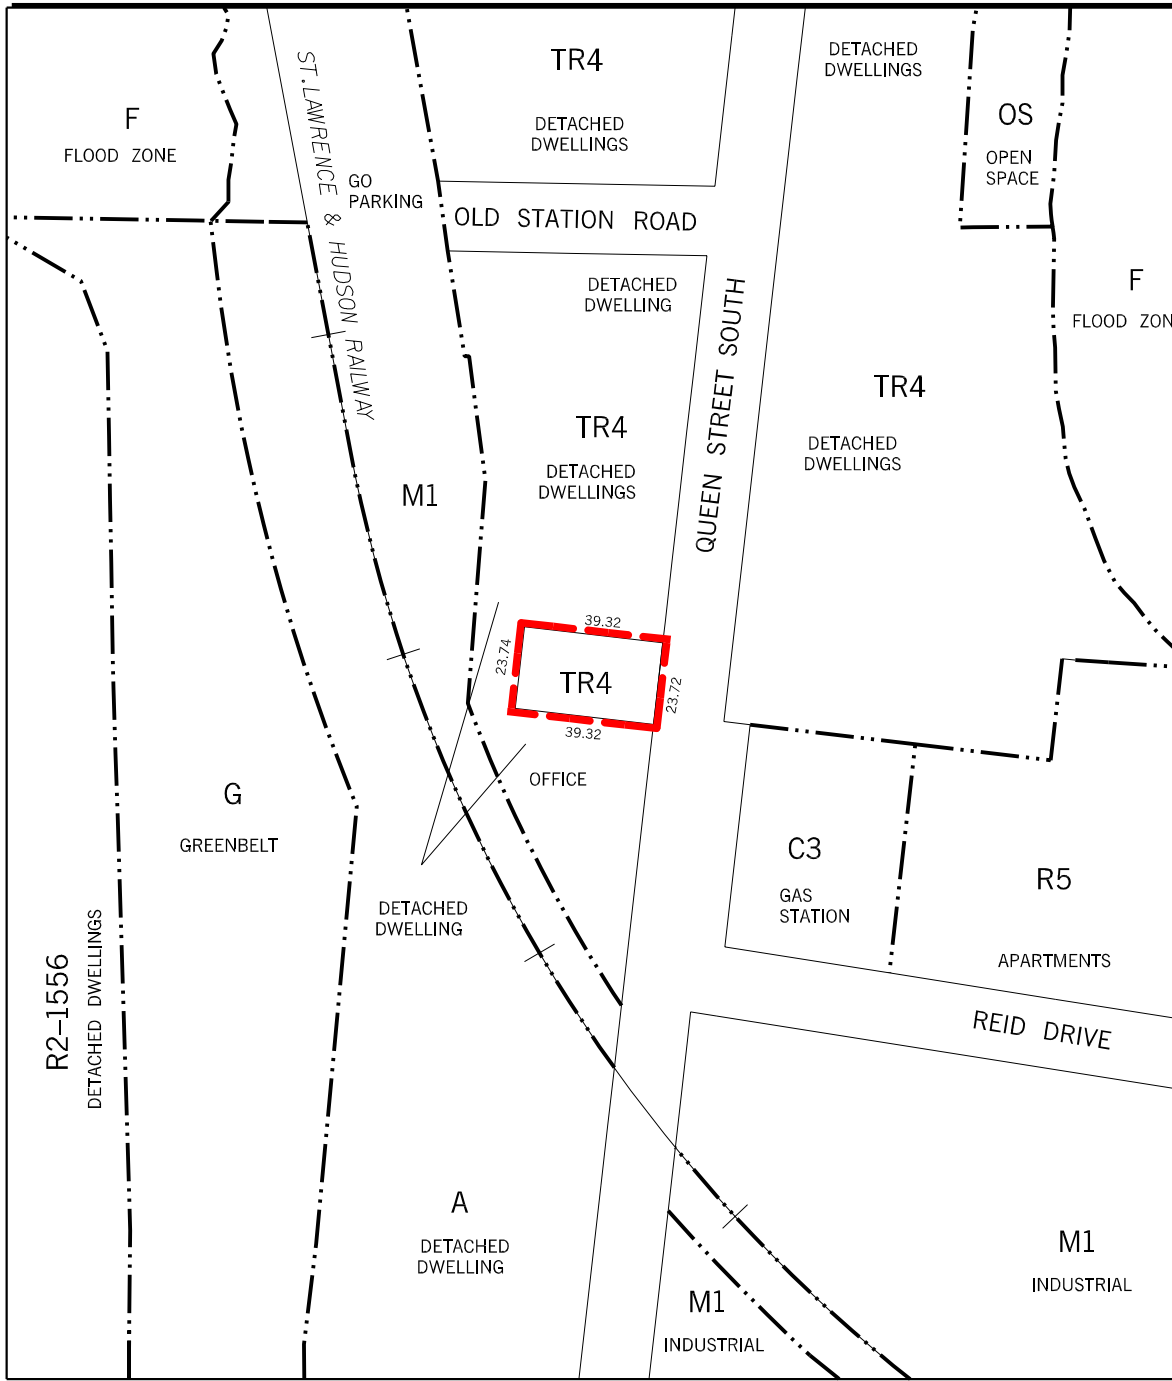 TR4
DETACHED
DWELLINGS
DETACHED
DWELLINGS
F
FLOOD ZONE
OS
OPEN
SPACE
ST.LAWRENCE & HUDSON RAILWAY
GO
PARKING
OLD STATION ROAD
DETACHED
DWELLING
F
FLOOD ZON
QUEEN STREET SOUTH
TR4
DETACHED
DWELLINGS
TR4
DETACHED
DWELLINGS
M1
39.32
23.74
TR4
23.72
39.32
OFFICE
G
GREENBELT
C3
GAS
STATION
R5
APARTMENTS
DETACHED
DWELLING
R2-1556
DETACHED DWELLINGS
REID DRIVE
A
DETACHED
DWELLING
M1
INDUSTRIAL
M1
INDUSTRIAL